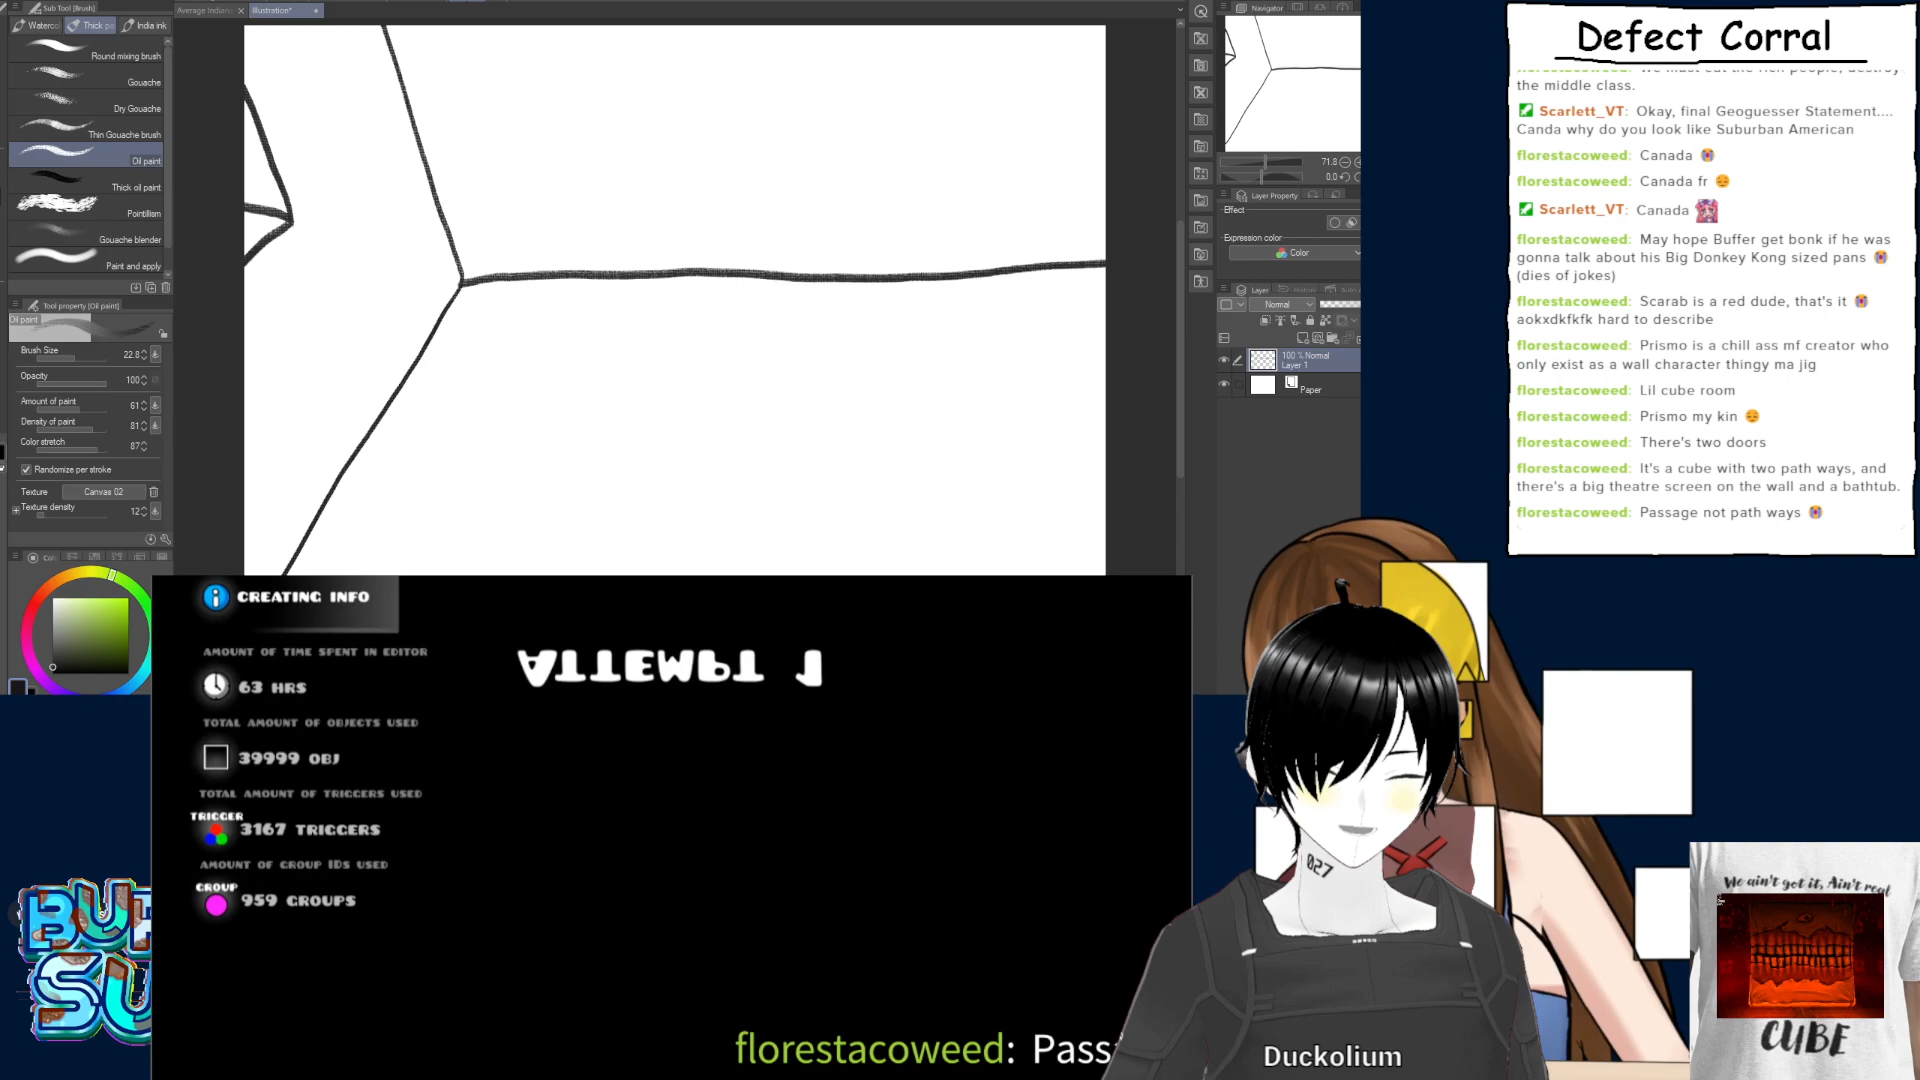 Sub Tool [Brush]
Waterc
Thick p
India ink
Round mixing brush
Gouache
Dry Gouache
Thin Gouache brush
Oil paint
Thick oil paint
Pointillism
Gouache blender
Paint and apply
Tool property [Oil paint]
Oil paint
Brush Size 22.8
Opacity 100
Amount of paint 61
Density of paint 81
Color stretch 87
Randomize per stroke
Texture Canvas 02
Texture density 12
Average Indian
Illustration*
Navigator
71.8
0.0
Layer Property
Effect
Expression color
Color
Layer
Normal
100 % Normal
Layer 1
Paper
Defect Corral
the middle class.
Scarlett_VT: Okay, final Geoguesser Statement....
Canda why do you look like Suburban American
florestacoweed: Canada
florestacoweed: Canada fr
Scarlett_VT: Canada
florestacoweed: May hope Buffer get bonk if he was
gonna talk about his Big Donkey Kong sized pans
(dies of jokes)
florestacoweed: Scarab is a red dude, that's it
aokxdkfkfk hard to describe
florestacoweed: Prismo is a chill ass mf creator who
only exist as a wall character thingy ma jig
florestacoweed: Lil cube room
florestacoweed: Prismo my kin
florestacoweed: There's two doors
florestacoweed: It's a cube with two path ways, and
there's a big theatre screen on the wall and a bathtub.
florestacoweed: Passage not path ways
CREATING INFO
AMOUNT OF TIME SPENT IN EDITOR
63 HRS
TOTAL AMOUNT OF OBJECTS USED
39999 OBJ
TOTAL AMOUNT OF TRIGGERS USED
TRIGGER
3167 TRIGGERS
AMOUNT OF GROUP IDS USED
GROUP
959 GROUPS
ATTEMPT 1
027
BUF
SU
florestacoweed: Pass
Duckolium
We ain't got it, Ain't real
CUBE